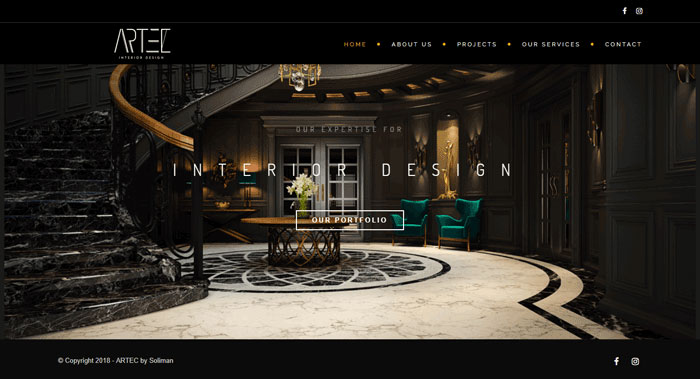 ARTEC
INTERIOR DESIGN
HOME • ABOUT US • PROJECTS • OUR SERVICES • CONTACT
OUR EXPERTISE FOR
INTERIOR DESIGN
OUR PORTFOLIO
© Copyright 2018 - ARTEC by Soliman